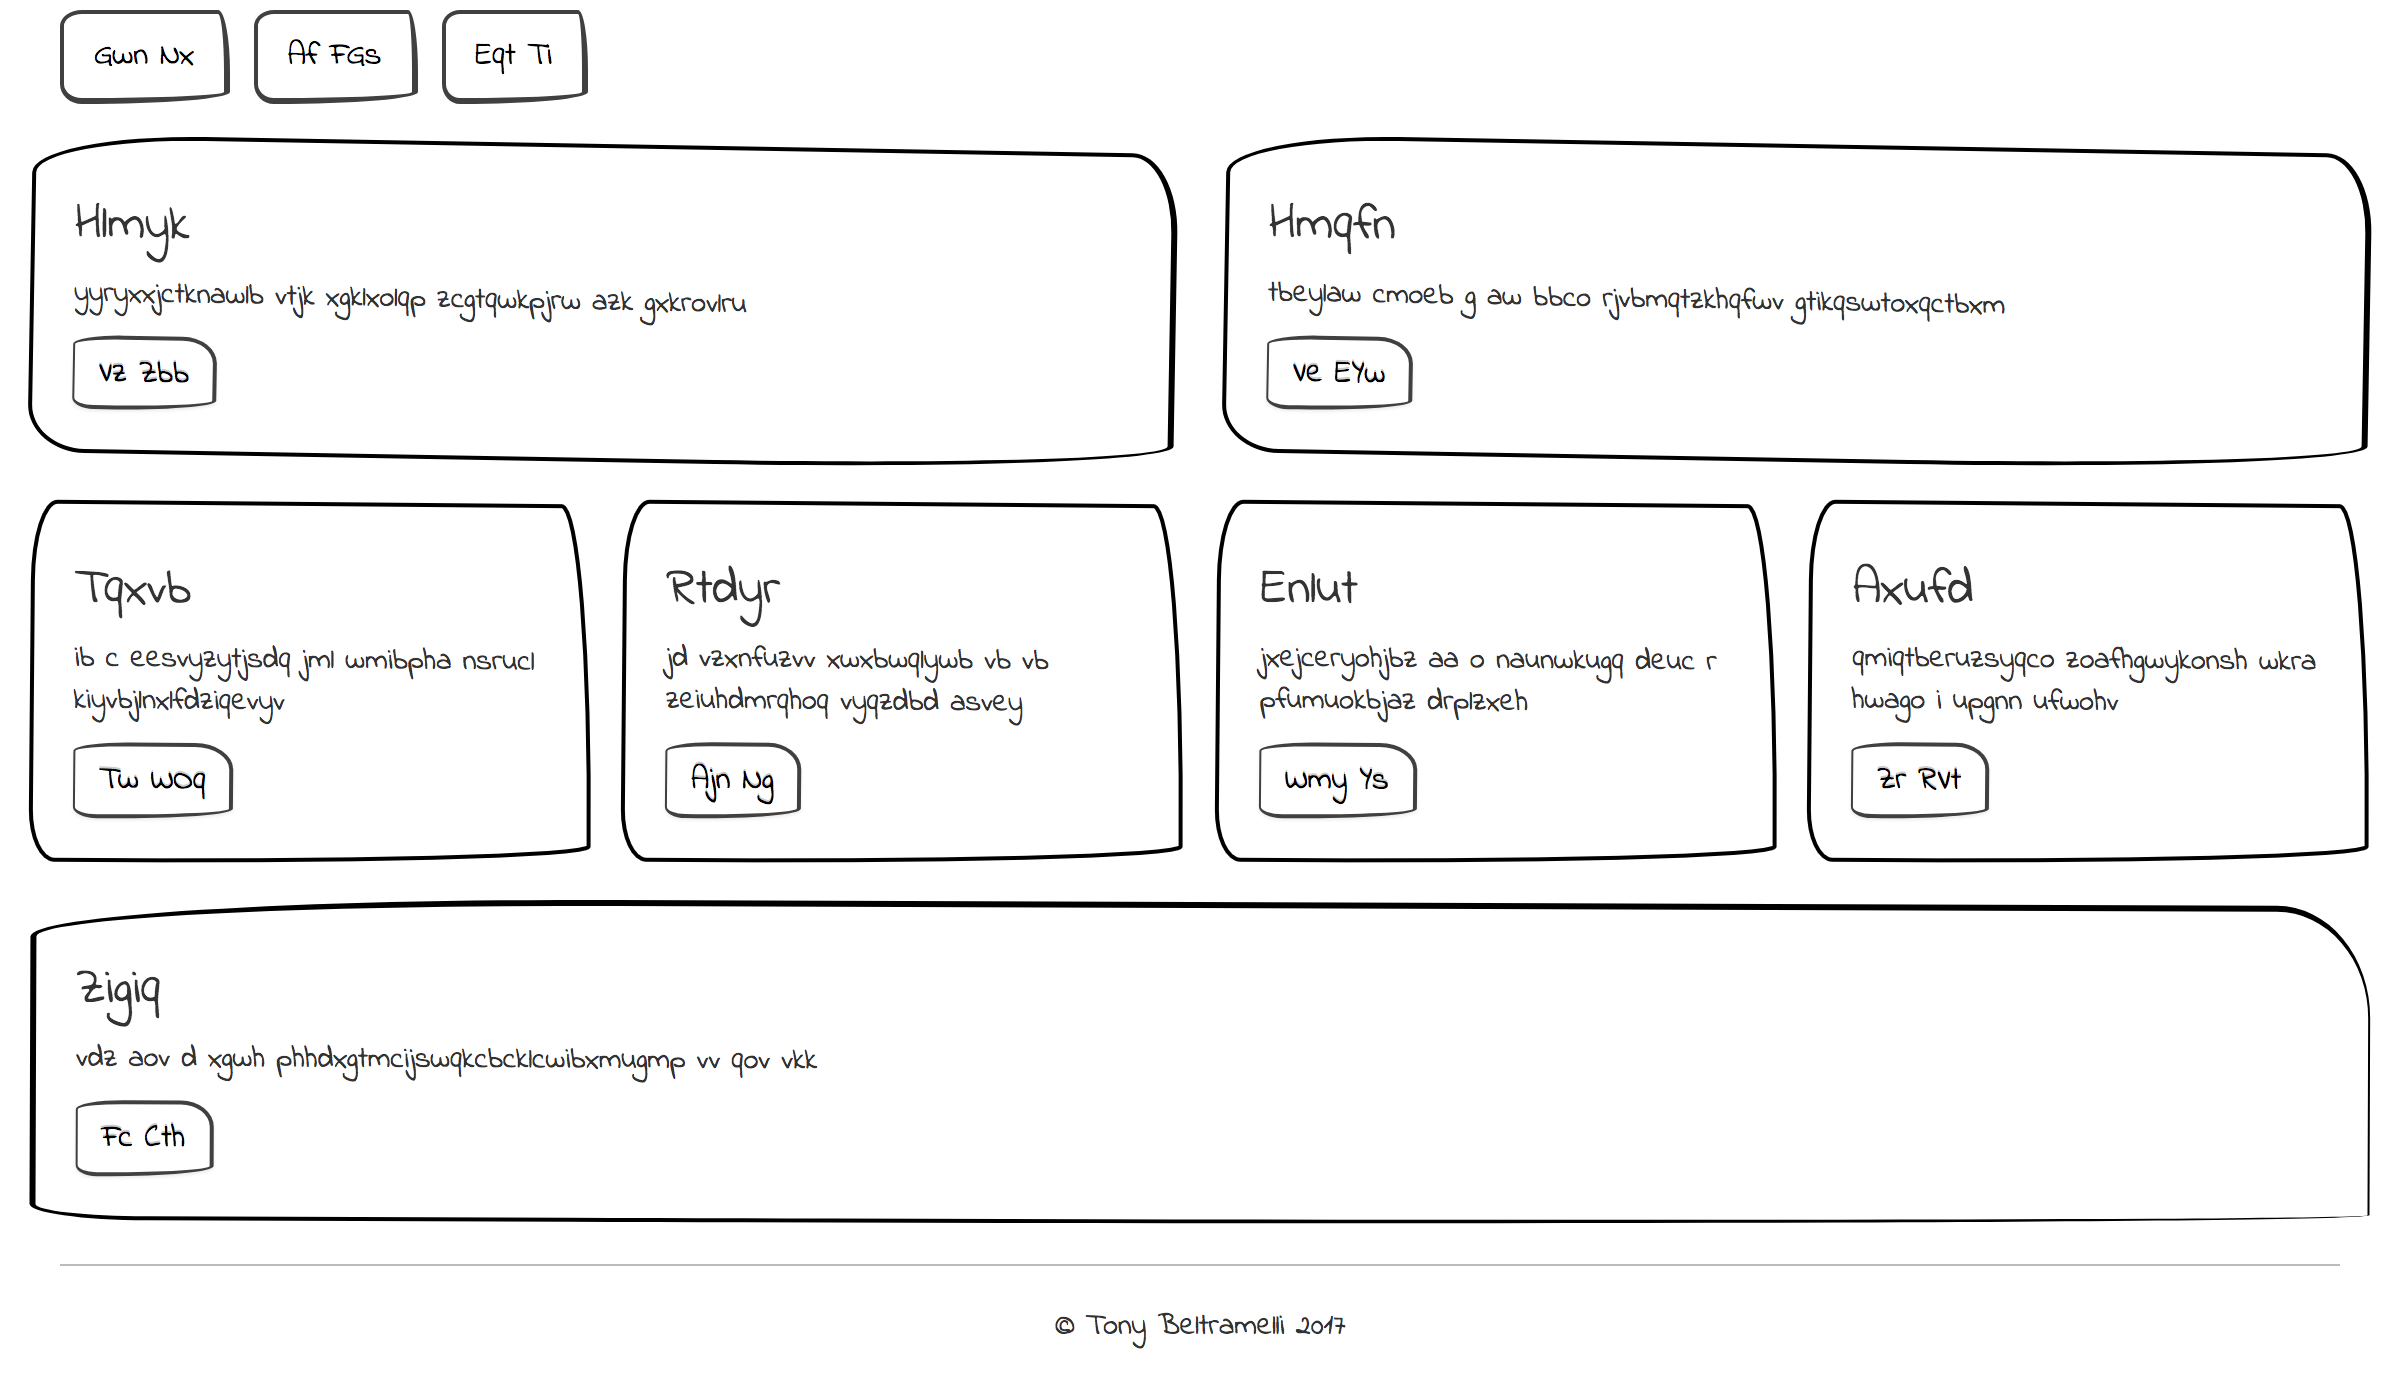 Gwn Nx
Af FGs
Eqt Ti
Hlmyk
yyryxxjctknawlb vtjk xgklxolqp zcgtqwkpjrw azk gxkrovlru
Vz Zbb
Hmqfn
tbeylaw cmoeb g aw bbco rjvbmqtzkhqfwv gtikqswtoxqctbxm
Ve EYw
Tqxvb
ib c eesvyzytjsdq jml wmibpha nsrucl
kiyvbjlnxlfdziqevyv
Tw WOq
Rtdyr
jd vzxnfuzvv xwxbwqlywb vb vb
zeiuhdmrqhoq vyqzdbd asvey
Ajn Ng
Enlut
jxejceryohjbz aa o naunwkugq deuc r
pfumuokbjaz drplzxeh
Wmy Ys
Axufd
qmiqtberuzsyqco zoafhgwykonsh wkra
hwago i upgnn ufwohv
Zr RVt
Zigiq
vdz aov d xgwh phhdxgtmcijswqkcbcklcwibxmugmp vv qov vkk
Fc Cth
© Tony Beltramelli 2017